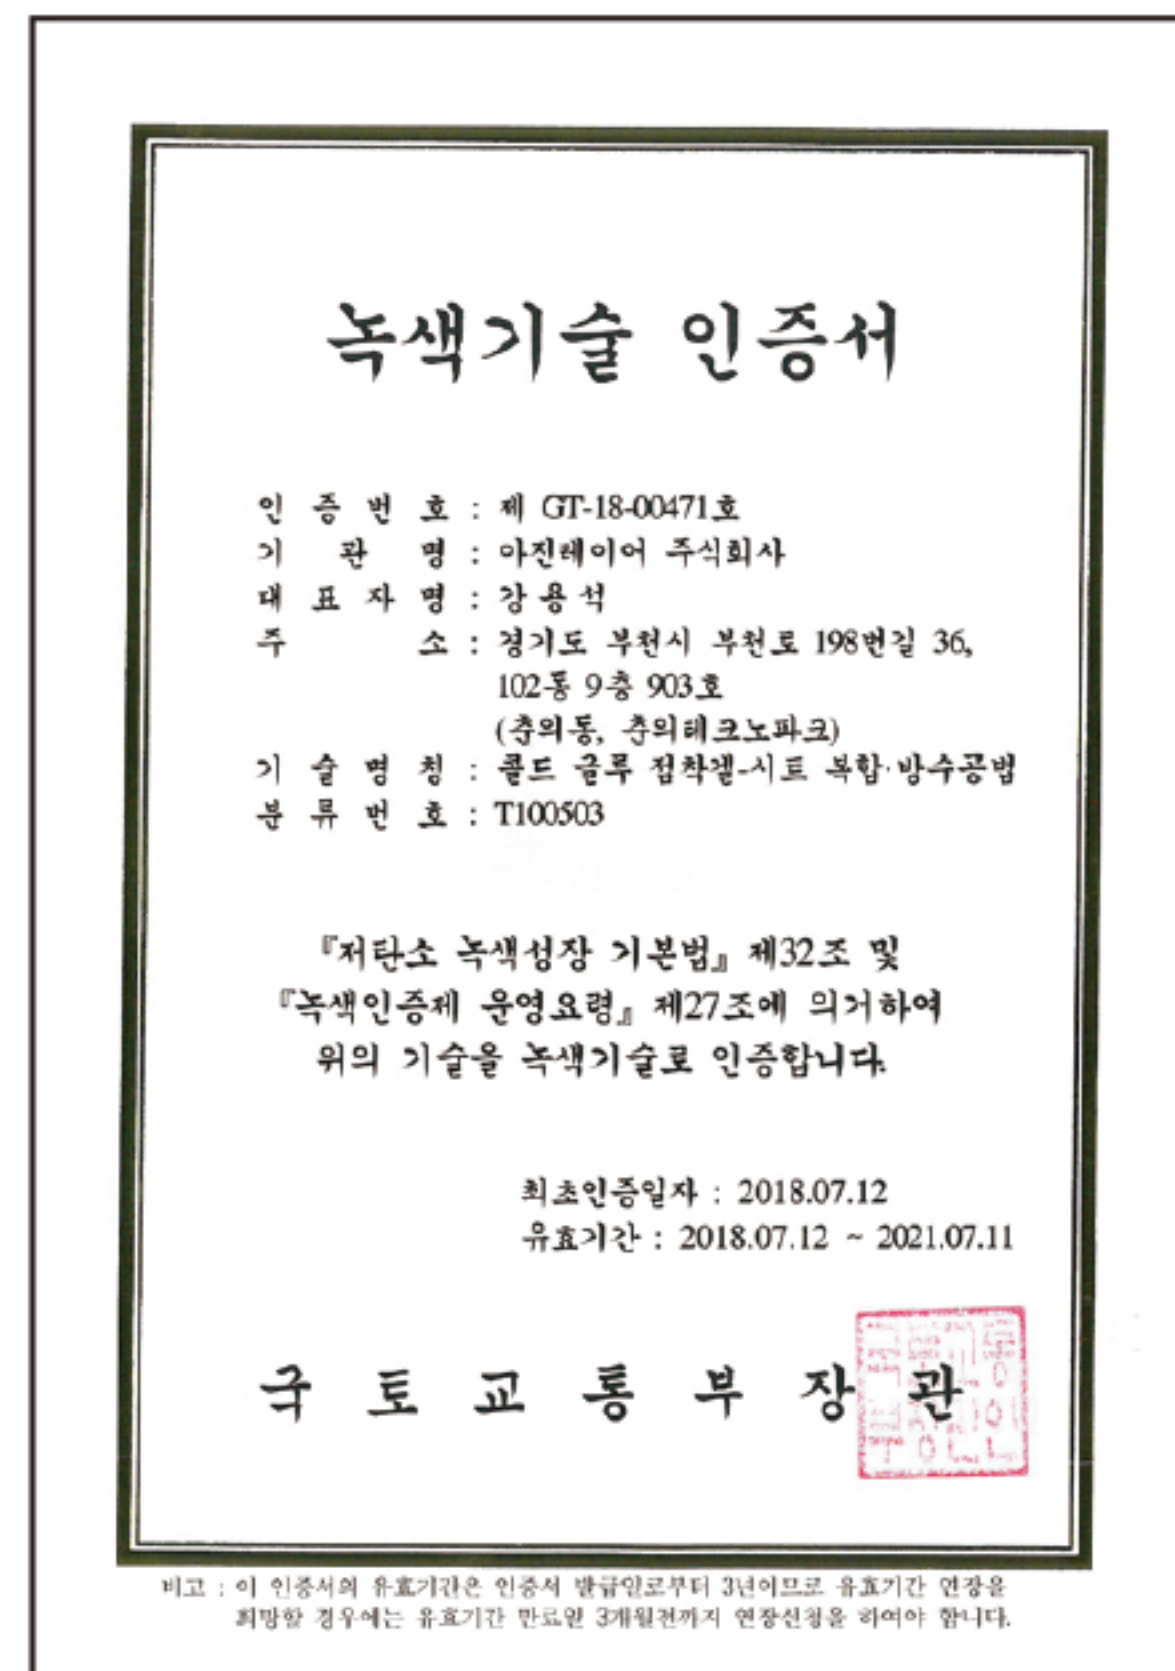 녹색기술 인증서
인 증 번 호 : 제 GT-18-00471호
기 관 명 : 아진레이어 주식회사
대 표 자 명 : 강용석
주 소 : 경기도 부천시 부천로 198번길 36,
102동 9층 903호
(춘의동, 춘의테크노파크)
기 술 명 칭 : 콜드 글루 점착겔-시트 복합·방수공법
분 류 번 호 : T100503
『저탄소 녹색성장 기본법』 제32조 및
『녹색인증제 운영요령』 제27조에 의거하여
위의 기술을 녹색기술로 인증합니다.
최초인증일자 : 2018.07.12
유효기간 : 2018.07.12 ~ 2021.07.11
국 토 교 통 부 장 관
비고 : 이 인증서의 유효기간은 인증서 발급일로부터 3년이므로 유효기간 연장을
희망할 경우에는 유효기간 만료일 3개월전까지 연장신청을 하여야 합니다.